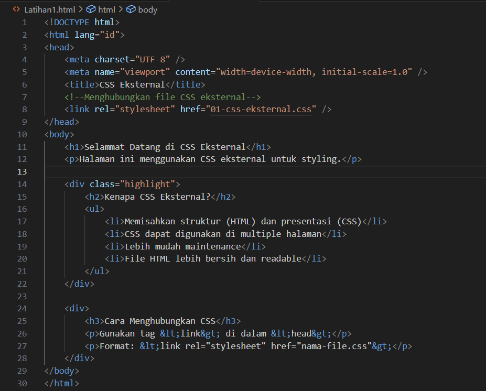 Latihan1.html > html > body
1 <!DOCTYPE html>
2 <html lang="id">
3 <head>
4 <meta charset="UTF 8" />
5 <meta name="viewport" content="width=device-width, initial-scale=1.0" />
6 <title>CSS Eksternal</title>
7 <!--Menghubungkan file CSS eksternal-->
8 <link rel="stylesheet" href="01-css-eksternal.css" />
9 </head>
10 <body>
11 <h1>Selammat Datang di CSS Eksternal</h1>
12 <p>Halaman ini menggunakan CSS eksternal untuk styling.</p>
13
14 <div class="highlight">
15 <h2>Kenapa CSS Eksternal?</h2>
16 <ul>
17 <li>Memisahkan struktur (HTML) dan presentasi (CSS)</li>
18 <li>CSS dapat digunakan di multiple halaman</li>
19 <li>Lebih mudah maintenance</li>
20 <li>File HTML lebih bersih dan readable</li>
21 </ul>
22 </div>
23
24 <div>
25 <h3>Cara Menghubungkan CSS</h3>
26 <p>Gunakan tag &lt;link&gt; di dalam &lt;head&gt;</p>
27 <p>Format: &lt;link rel="stylesheet" href="nama-file.css"&gt;</p>
28 </div>
29 </body>
30 </html>